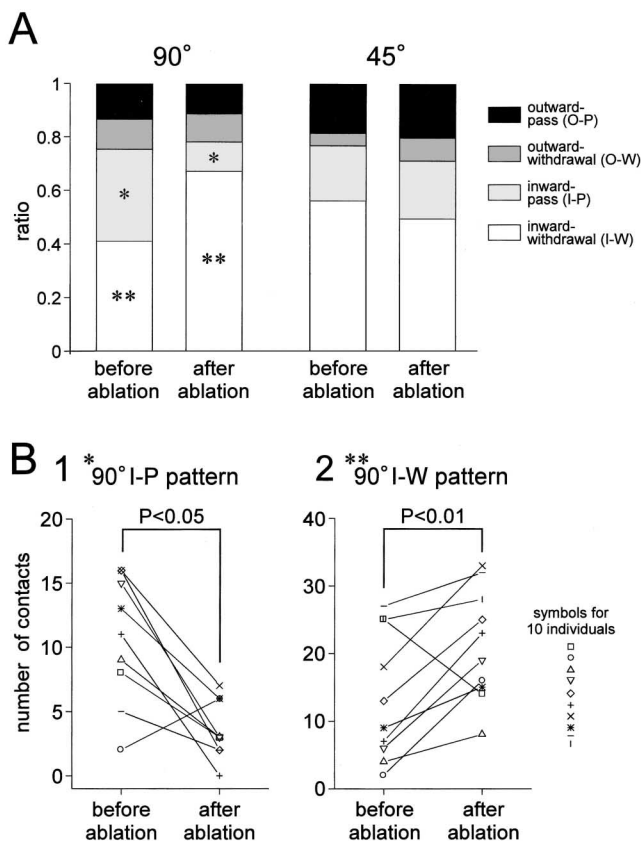 A
90° 45°
1
0.8
0.6
0.4
0.2
0
ratio
*
**
*
**
before ablation
after ablation
before ablation
after ablation
outward-
pass (O-P)
outward-
withdrawal (O-W)
inward-
pass (I-P)
inward-
withdrawal (I-W)
B
1 *90° I-P pattern
P<0.05
20
15
10
5
0
number of contacts
before ablation
after ablation
2 **90° I-W pattern
P<0.01
40
30
20
10
0
before ablation
after ablation
symbols for
10 individuals